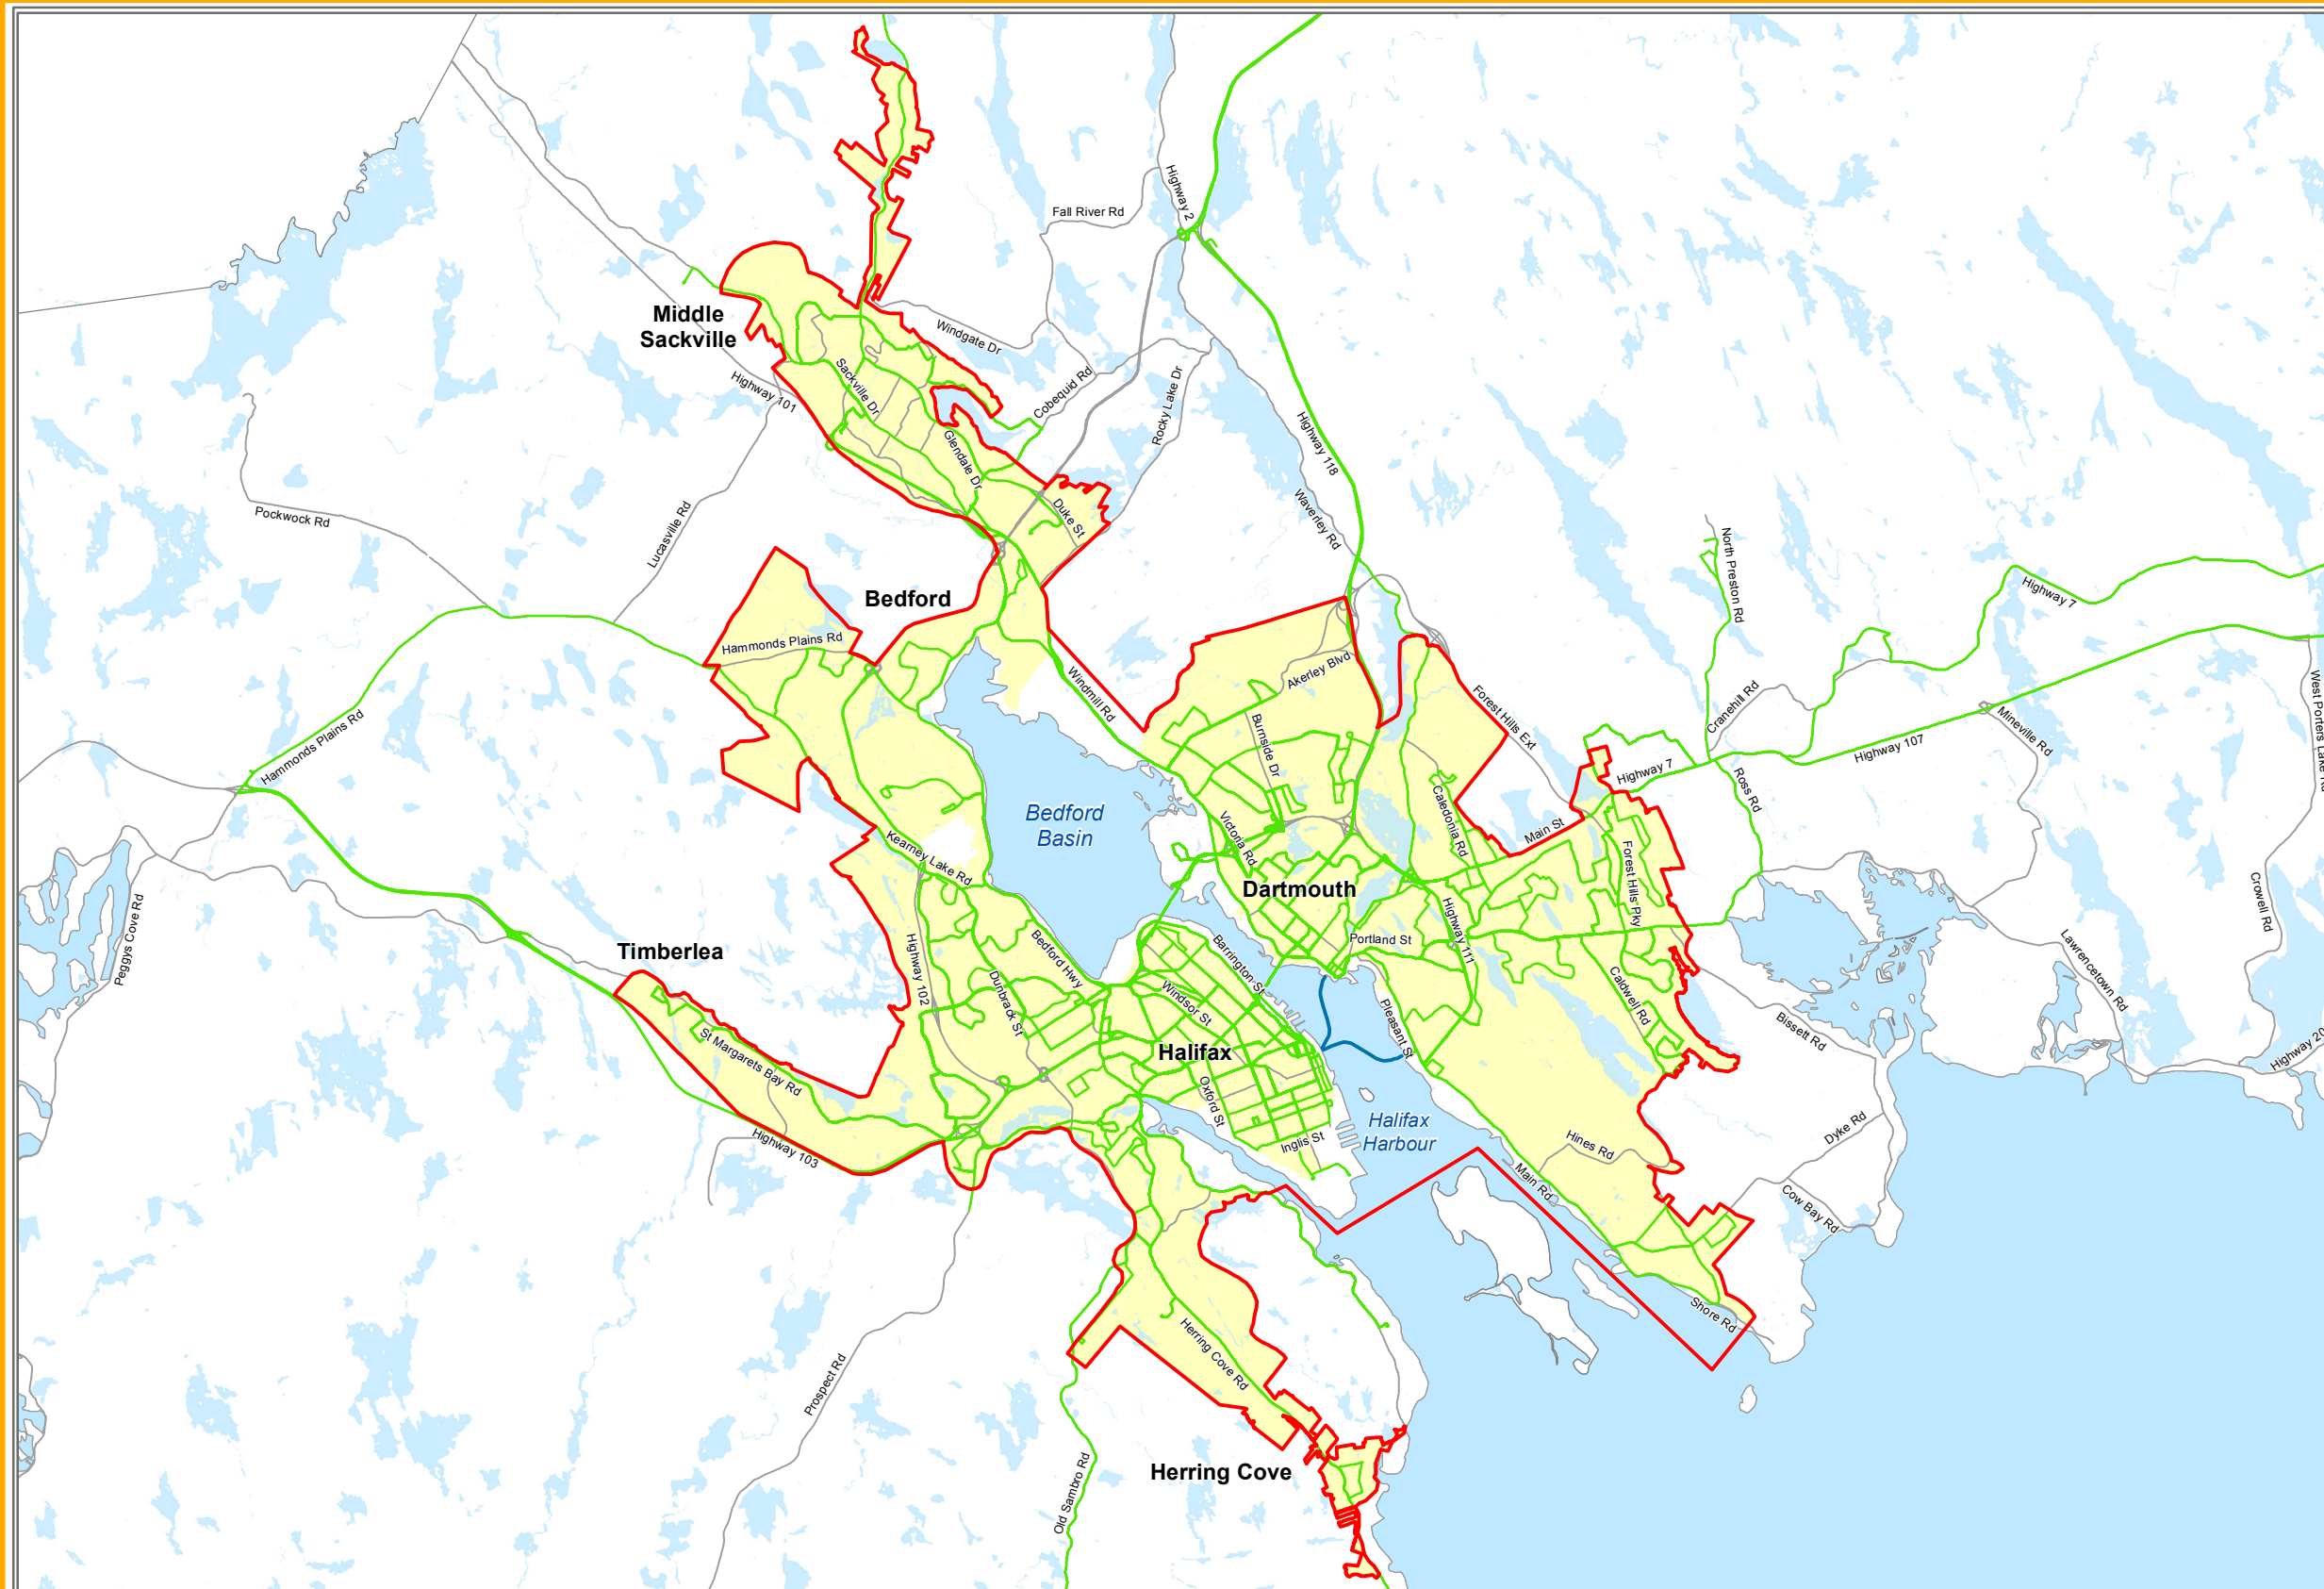 Highway 2
Fall River Rd
Middle
Sackville
Windgate Dr
Highway 101
Sackville Dr
Cobequid Rd
Rocky Lake Dr
Highway 118
Glendale Dr
Duke St
Waverley Rd
Pockwock Rd
Lucasville Rd
North Preston Rd
Highway 7
Bedford
Hammonds Plains Rd
Akerley Blvd
Windmill Rd
Burnside Dr
Forest Hills Ext
Cranehill Rd
Mineville Rd
West Porters Lake Rd
Hammonds Plains Rd
Highway 107
Highway 7
Ross Rd
Bedford
Basin
Victoria Rd
Caledonia Rd
Main St
Kearney Lake Rd
Forest Hills Pky
Dartmouth
Crowell Rd
Peggys Cove Rd
Timberlea
Highway 102
Bedford Hwy
Barrington St
Portland St
Highway 111
Dunbrack St
Windsor St
Caldwell Rd
Lawrencetown Rd
Pleasant St
Bissett Rd
St Margarets Bay Rd
Halifax
Highway 20
Oxford St
Halifax
Harbour
Inglis St
Highway 103
Hines Rd
Dyke Rd
Main Rd
Cow Bay Rd
Shore Rd
Herring Cove Rd
Prospect Rd
Herring Cove
Old Sambro Rd